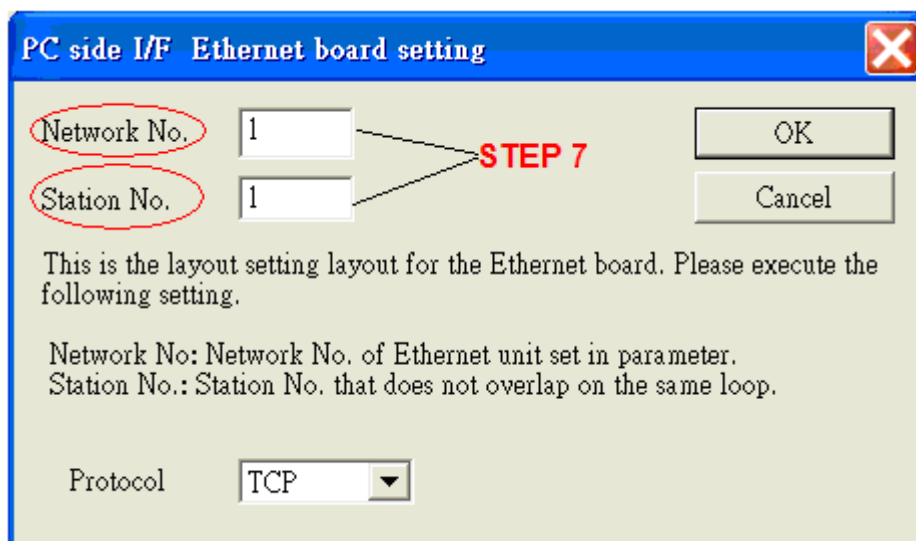 PC side I/F Ethernet board setting
Network No.
1
STEP 7
OK
Station No.
1
Cancel
This is the layout setting layout for the Ethernet board. Please execute the
following setting.
Network No: Network No. of Ethernet unit set in parameter.
Station No.: Station No. that does not overlap on the same loop.
Protocol
TCP